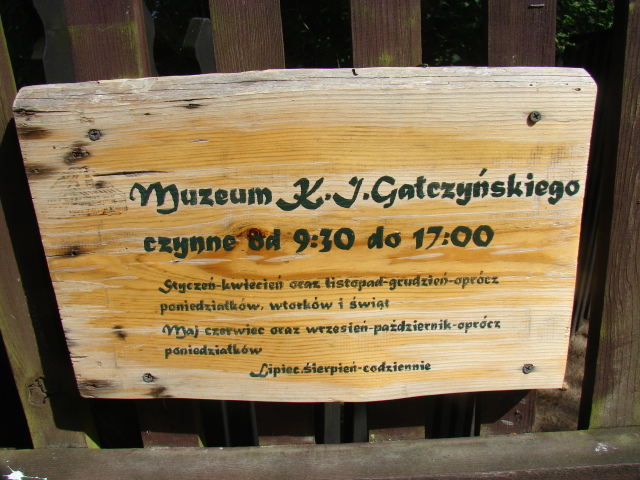 Muzeum K.I.Gałczyńskiego
czynne od 9:30 do 17:00
Styczeń-kwiecień oraz listopad-grudzień-oprócz
poniedziałków, wtorków i świąt
Maj-czerwiec oraz wrzesień-październik-oprócz
poniedziałków
Lipiec.Sierpień-codziennie